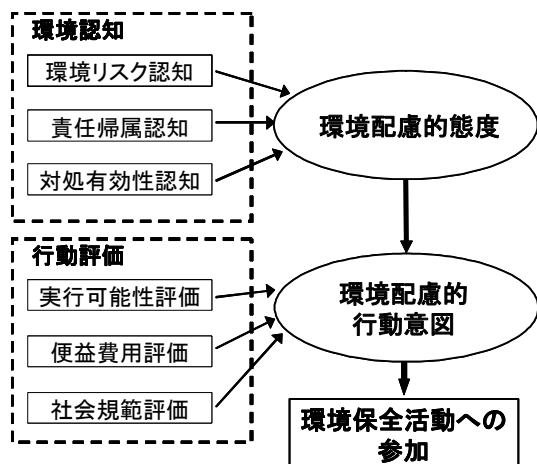 環境認知
環境リスク認知
責任帰属認知
対処有効性認知
環境配慮的態度
行動評価
実行可能性評価
便益費用評価
社会規範評価
環境配慮的
行動意図
環境保全活動への
参加